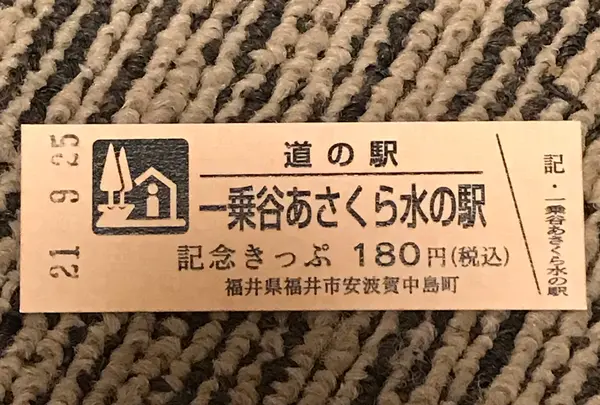 21 9 25
道の駅
一乗谷あさくら水の駅
記念きっぷ 180円(税込)
福井県福井市安波賀中島町
記・一乗谷あさくら水の駅